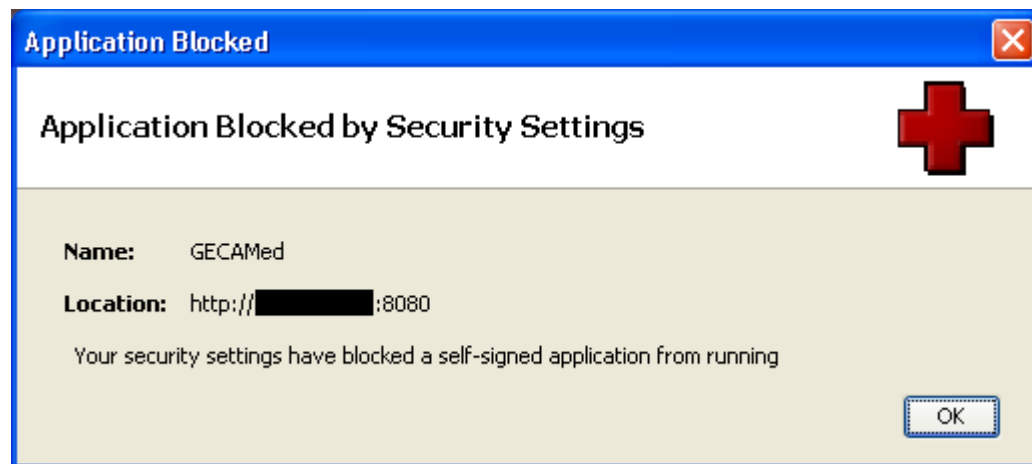 Application Blocked
Application Blocked by Security Settings
Name: GECAMed
Location: http:// :8080
Your security settings have blocked a self-signed application from running
OK